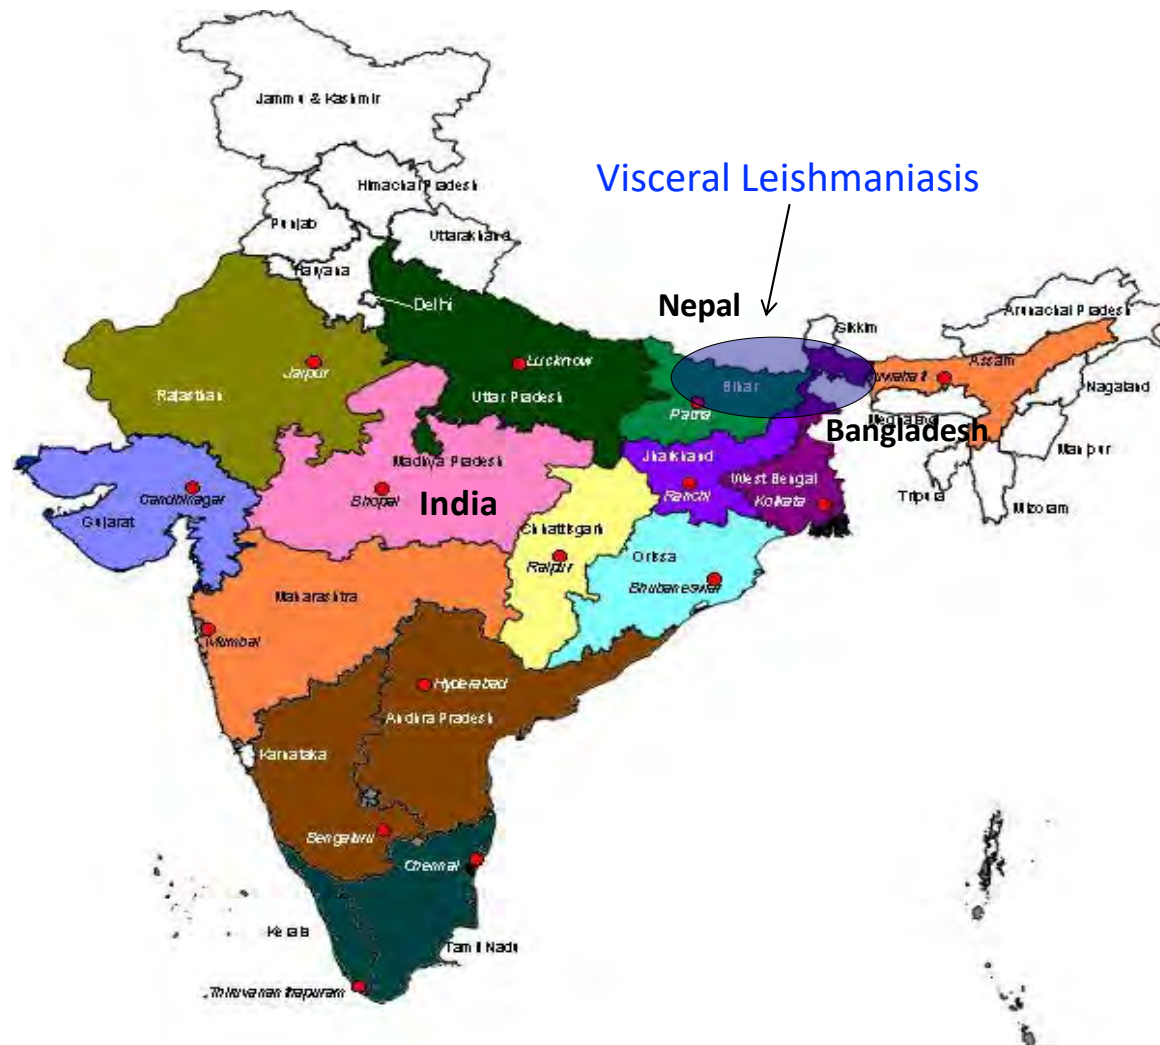 Jammu & Kashmir
Himachal Pradesh
Punjab
Uttarakhand
Haryana
Delhi
Visceral Leishmaniasis
Nepal
Sikkim
Arunachal Pradesh
Assam
Nagaland
Manipur
Tripura
Mizoram
Bangladesh
Jaipur
Rajasthan
Lucknow
Uttar Pradesh
Bihar
Patna
Jharkhand
Ranchi
West Bengal
Kolkata
Gandhinagar
Gujarat
Madhya Pradesh
Bhopal
India
Chhattisgarh
Raipur
Orissa
Bhubaneswar
Maharashtra
Mumbai
Hyderabad
Andhra Pradesh
Karnataka
Bengaluru
Chennai
Kerala
Tamil Nadu
Thiruvananthapuram